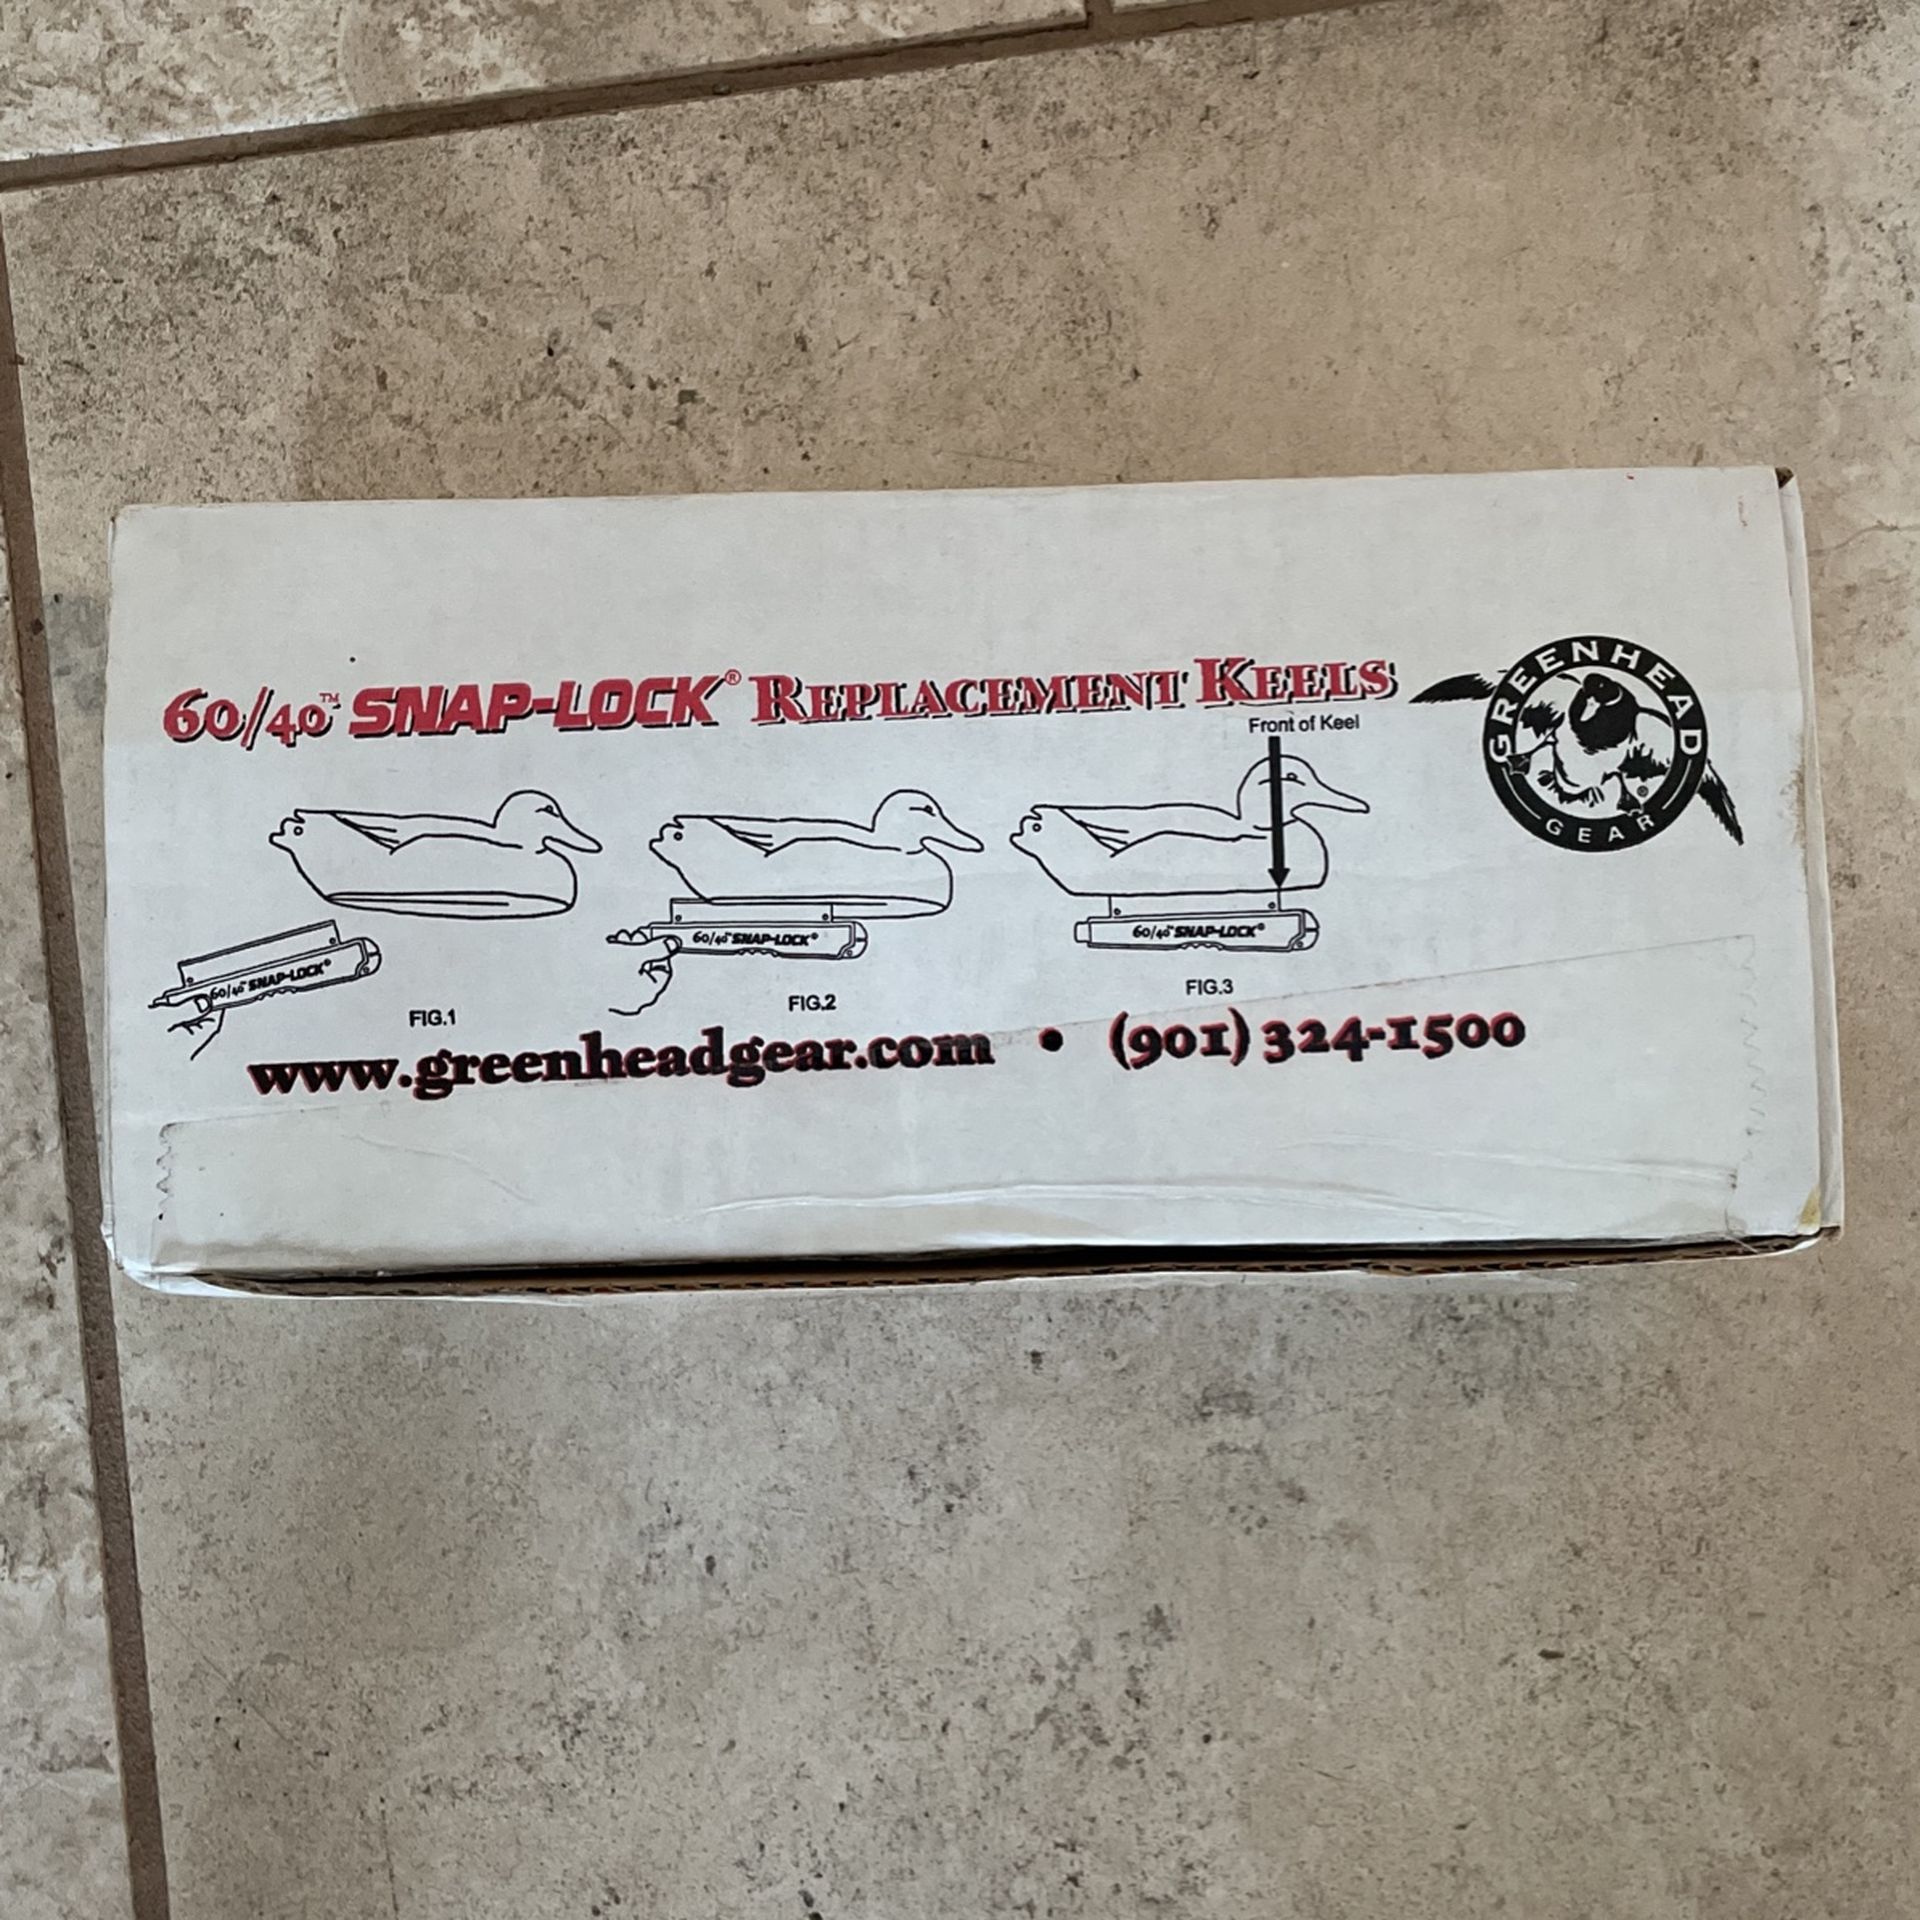 60/40™ SNAP-LOCK® REPLACEMENT KEELS
Front of Keel
GREENHEAD
GEAR®
60/40™ SNAP-LOCK®
60/40™ SNAP-LOCK®
60/40™ SNAP-LOCK®
FIG.1
FIG.2
FIG.3
www.greenheadgear.com • (901) 324-1500